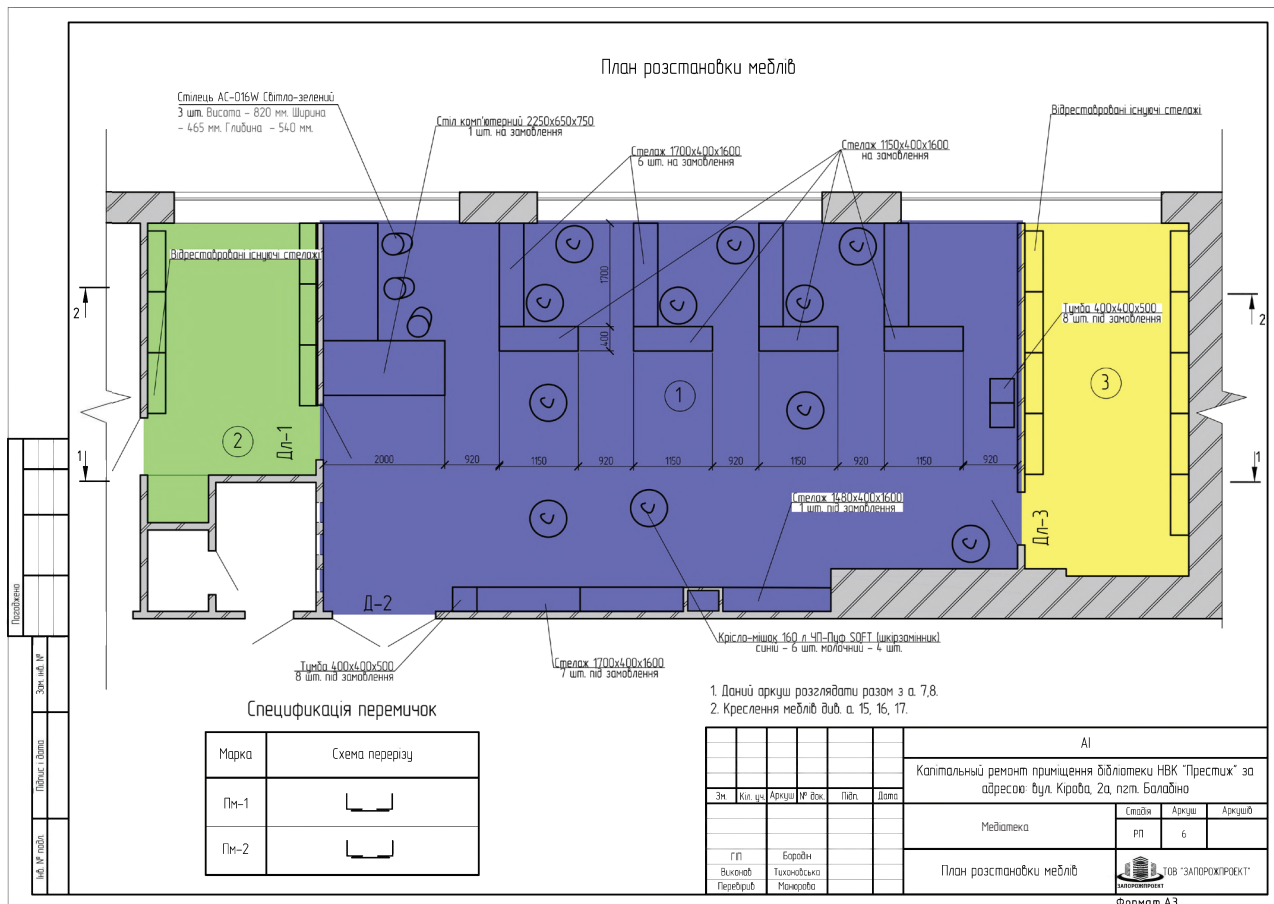 План розстановки меблів
Стілець АС-016W Світло-зелений
3 шт. Висота - 820 мм. Ширина
- 465 мм. Глибина - 540 мм.
Стіл комп'ютерний 2250х650х750
1 шт. на замовлення
Стелаж 1700х400х1600
6 шт. на замовлення
Стелаж 1150х400х1600
на замовлення
Відреставровані існуючі стелажі
Відреставровані існуючі стелажі
Тумба 400х400х500
8 шт. під замовлення
2
2
1
1
1700
400
1
2
3
Дл-1
Д-2
Дл-3
2000
920
1150
920
1150
920
1150
920
1150
920
Стелаж 1480х400х1600
1 шт. під замовлення
Крісло-мішок 160 л ЧП-Пуф SOFT (шкірзамінник)
синій - 6 шт. молочний - 4 шт.
Тумба 400х400х500
8 шт. під замовлення
Стелаж 1700х400х1600
7 шт. під замовлення
1. Даний аркуш розглядати разом з а. 7,8.
2. Креслення меблів див. а. 15, 16, 17.
Специфікація перемичок
Марка
Схема перерізу
Пм-1
Пм-2
Погоджено
Зам. інв. №
Підпис і дата
Інв. № подл.
АІ
Капітальний ремонт приміщення бібліотеки НВК "Престиж" за
адресою: вул. Кірова, 2а, пгт. Балабіно
Зм.
Кіл. уч.
Аркуш
№ док.
Підп.
Дата
Медіатека
Стадія
Аркуш
Аркушів
РП
6
ГІП
Бородін
Виконав
Тихоновська
Перевірив
План розстановки меблів
ЗАПОРОЖПРОЕКТ
ТОВ "ЗАПОРОЖПРОЕКТ"
Формат А3